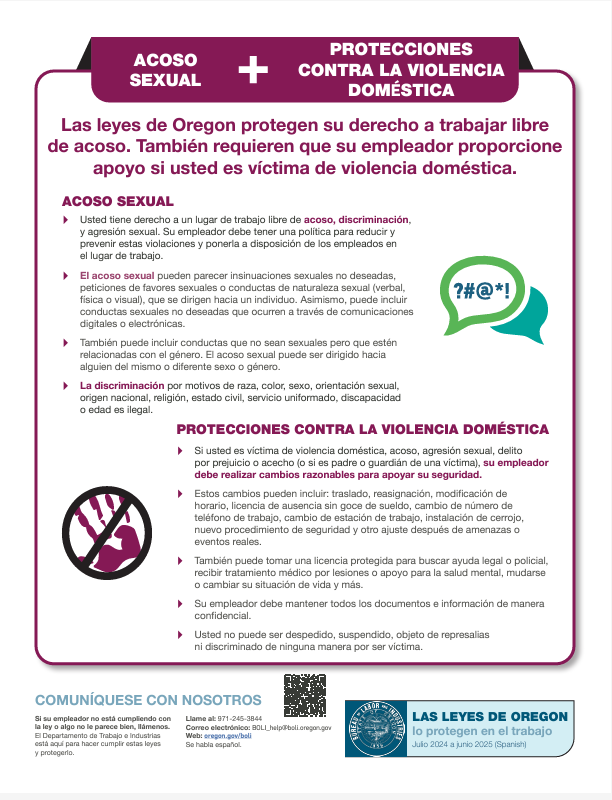 ACOSO
SEXUAL
+
PROTECCIONES
CONTRA LA VIOLENCIA
DOMÉSTICA
Las leyes de Oregon protegen su derecho a trabajar libre
de acoso. También requieren que su empleador proporcione
apoyo si usted es víctima de violencia doméstica.
ACOSO SEXUAL
Usted tiene derecho a un lugar de trabajo libre de acoso, discriminación,
y agresión sexual. Su empleador debe tener una política para reducir y
prevenir estas violaciones y ponerla a disposición de los empleados en
el lugar de trabajo.
El acoso sexual pueden parecer insinuaciones sexuales no deseadas,
peticiones de favores sexuales o conductas de naturaleza sexual (verbal,
física o visual), que se dirigen hacia un individuo. Asimismo, puede incluir
conductas sexuales no deseadas que ocurren a través de comunicaciones
digitales o electrónicas.
También puede incluir conductas que no sean sexuales pero que estén
relacionadas con el género. El acoso sexual puede ser dirigido hacia
alguien del mismo o diferente sexo o género.
La discriminación por motivos de raza, color, sexo, orientación sexual,
origen nacional, religión, estado civil, servicio uniformado, discapacidad
o edad es ilegal.
?#@*!
PROTECCIONES CONTRA LA VIOLENCIA DOMÉSTICA
Si usted es víctima de violencia doméstica, acoso, agresión sexual, delito
por prejuicio o acecho (o si es padre o guardián de una víctima), su empleador
debe realizar cambios razonables para apoyar su seguridad.
Estos cambios pueden incluir: traslado, reasignación, modificación de
horario, licencia de ausencia sin goce de sueldo, cambio de número de
teléfono de trabajo, cambio de estación de trabajo, instalación de cerrojo,
nuevo procedimiento de seguridad y otro ajuste después de amenazas o
eventos reales.
También puede tomar una licencia protegida para buscar ayuda legal o policial,
recibir tratamiento médico por lesiones o apoyo para la salud mental, mudarse
o cambiar su situación de vida y más.
Su empleador debe mantener todos los documentos e información de manera
confidencial.
Usted no puede ser despedido, suspendido, objeto de represalias
ni discriminado de ninguna manera por ser víctima.
COMUNÍQUESE CON NOSOTROS
Si su empleador no está cumpliendo con
la ley o algo no le parece bien, llámenos.
El Departamento de Trabajo e Industrias
está aquí para hacer cumplir estas leyes
y protegerlo.
Llame al: 971-245-3844
Correo electrónico: BOLI_help@boli.oregon.gov
Web: oregon.gov/boli
Se habla español.
BUREAU OF LABOR AND INDUSTRIES
LAS LEYES DE OREGON
lo protegen en el trabajo
Julio 2024 a junio 2025 (Spanish)